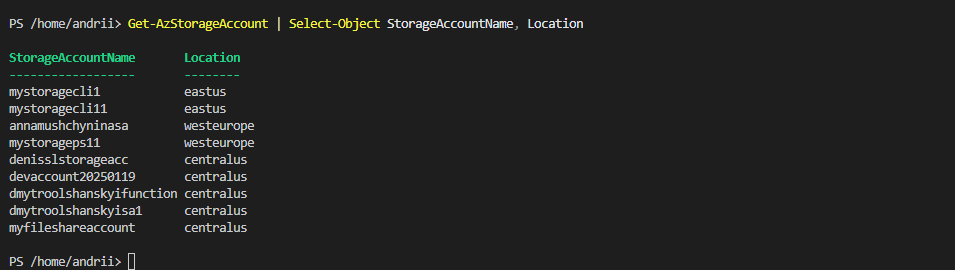 PS /home/andrii> Get-AzStorageAccount | Select-Object StorageAccountName, Location
StorageAccountName Location
------------------ --------
mystoragecli1 eastus
mystoragecli11 eastus
annamushchyninasa westeurope
mystorageps11 westeurope
denisslstorageacc centralus
devaccount20250119 centralus
dmytroolshanskyifunction centralus
dmytroolshanskyisa1 centralus
myfileshareaccount centralus
PS /home/andrii>